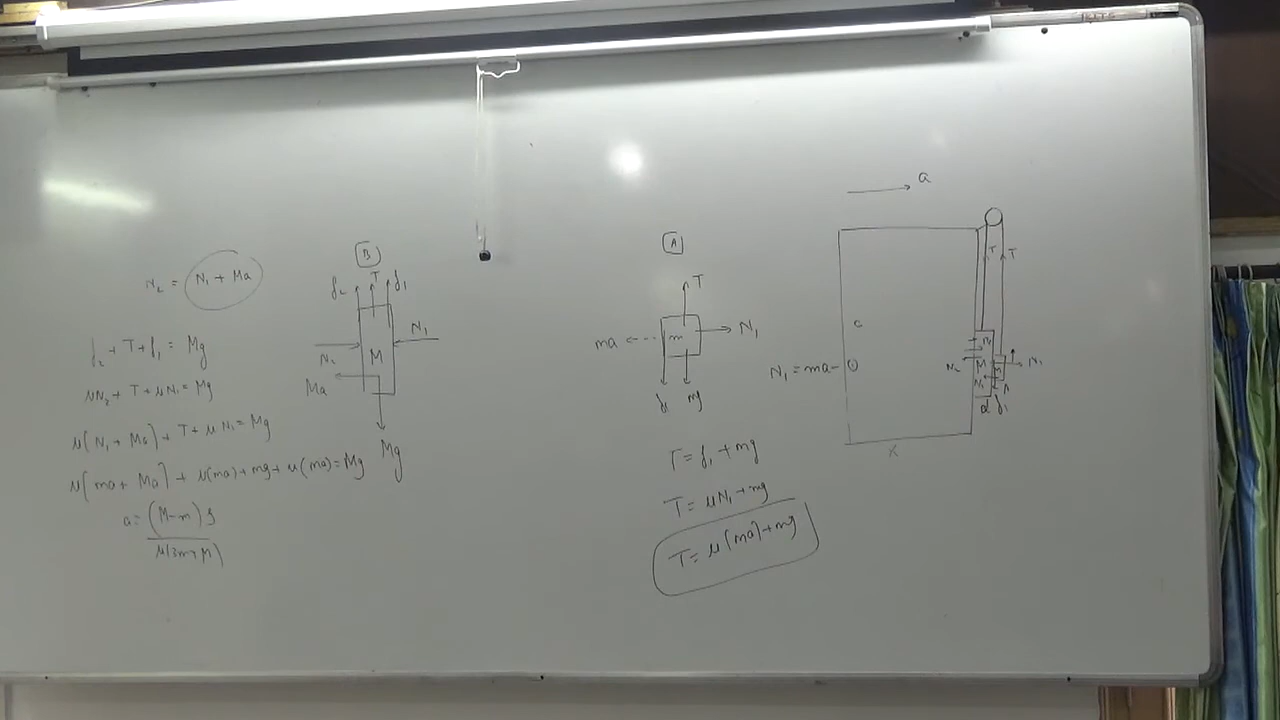 N₂ = N₁ + Ma
f₂ + T + f₁ = Mg
μN₂ + T + μN₁ = Mg
μ(N₁ + Ma) + T + μN₁ = Mg
μ[ma + Ma] + μ(ma) + mg + μ(ma) = Mg
a = (M-m)g
μ(3m+M)
B
f₂ T f₁
N₁
N₂
M
Ma
Mg
A
T
ma
m
N₁
f₁ mg
T = f₁ + mg
T = μN₁ + mg
T = μ(ma) + mg
a
T T
C
N₁ = ma
N₂ M m N₁
N₁
f₁